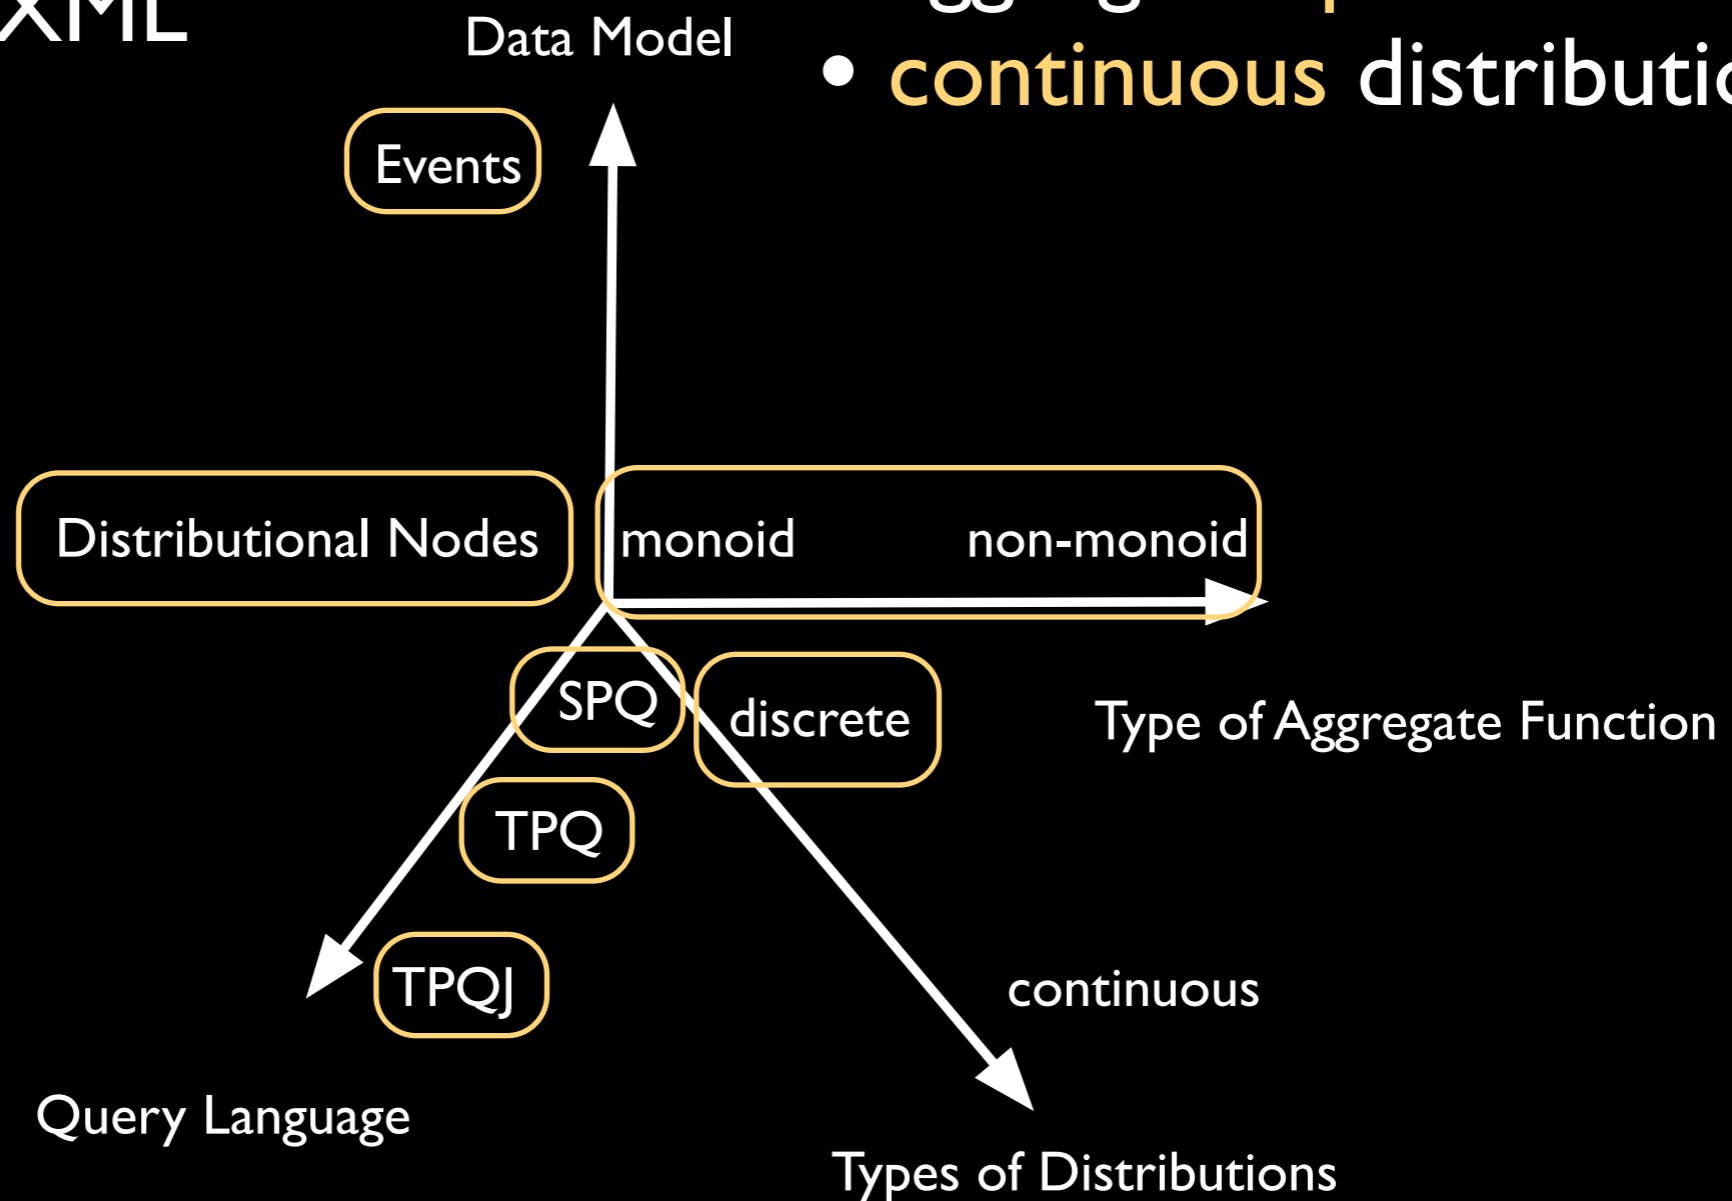 XML
Data Model
• continuous
Events
Distributional Nodes
monoid
non-monoid
SPQ
discrete
Type of Aggregate Function
TPQ
TPQJ
continuous
Query Language
Types of Distributions